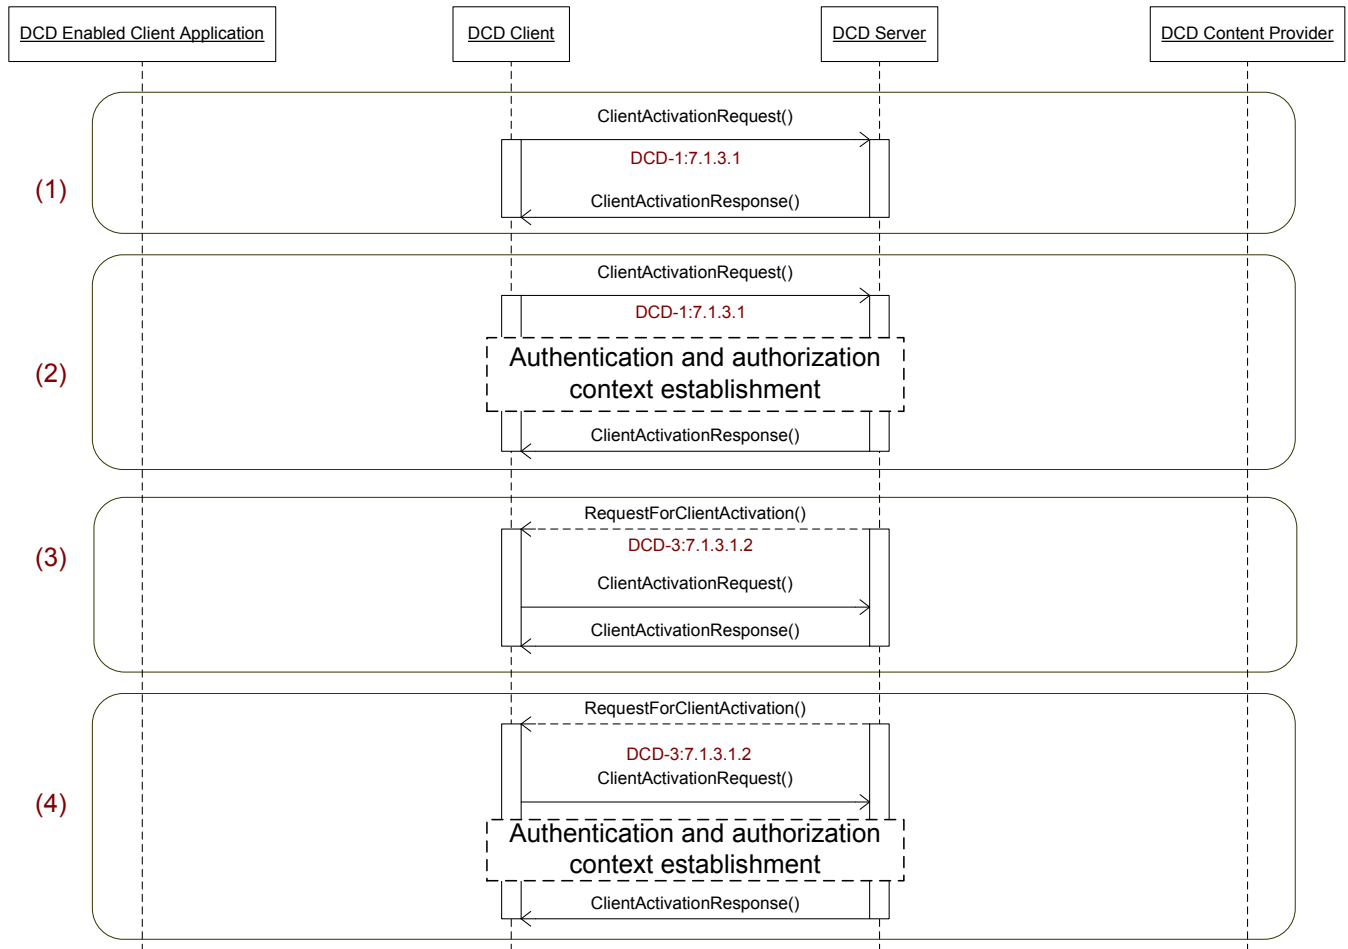 DCD Enabled Client Application
DCD Client
DCD Server
DCD Content Provider
(1)
ClientActivationRequest()
DCD-1:7.1.3.1
ClientActivationResponse()
(2)
ClientActivationRequest()
DCD-1:7.1.3.1
Authentication and authorization
context establishment
ClientActivationResponse()
(3)
RequestForClientActivation()
DCD-3:7.1.3.1.2
ClientActivationRequest()
ClientActivationResponse()
(4)
RequestForClientActivation()
DCD-3:7.1.3.1.2
ClientActivationRequest()
Authentication and authorization
context establishment
ClientActivationResponse()